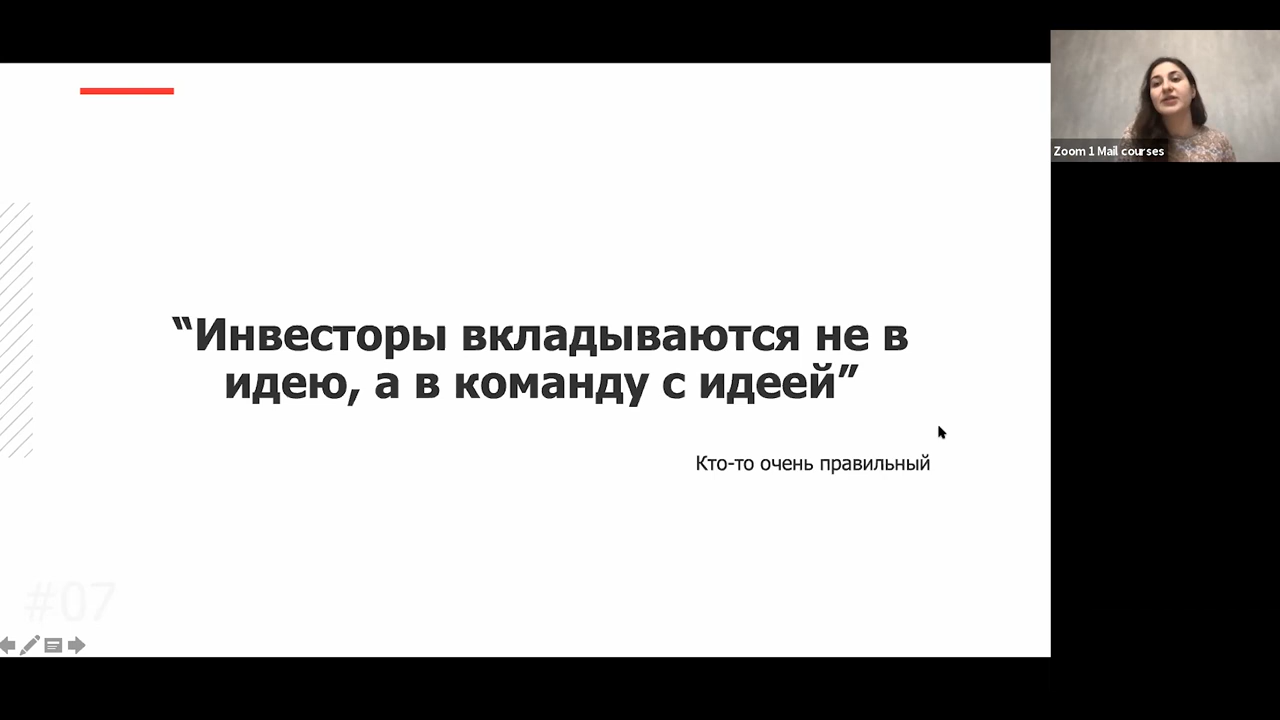 “Инвесторы вкладываются не в
идею, а в команду с идеей”
Кто-то очень правильный
#07
Zoom 1 Mail courses